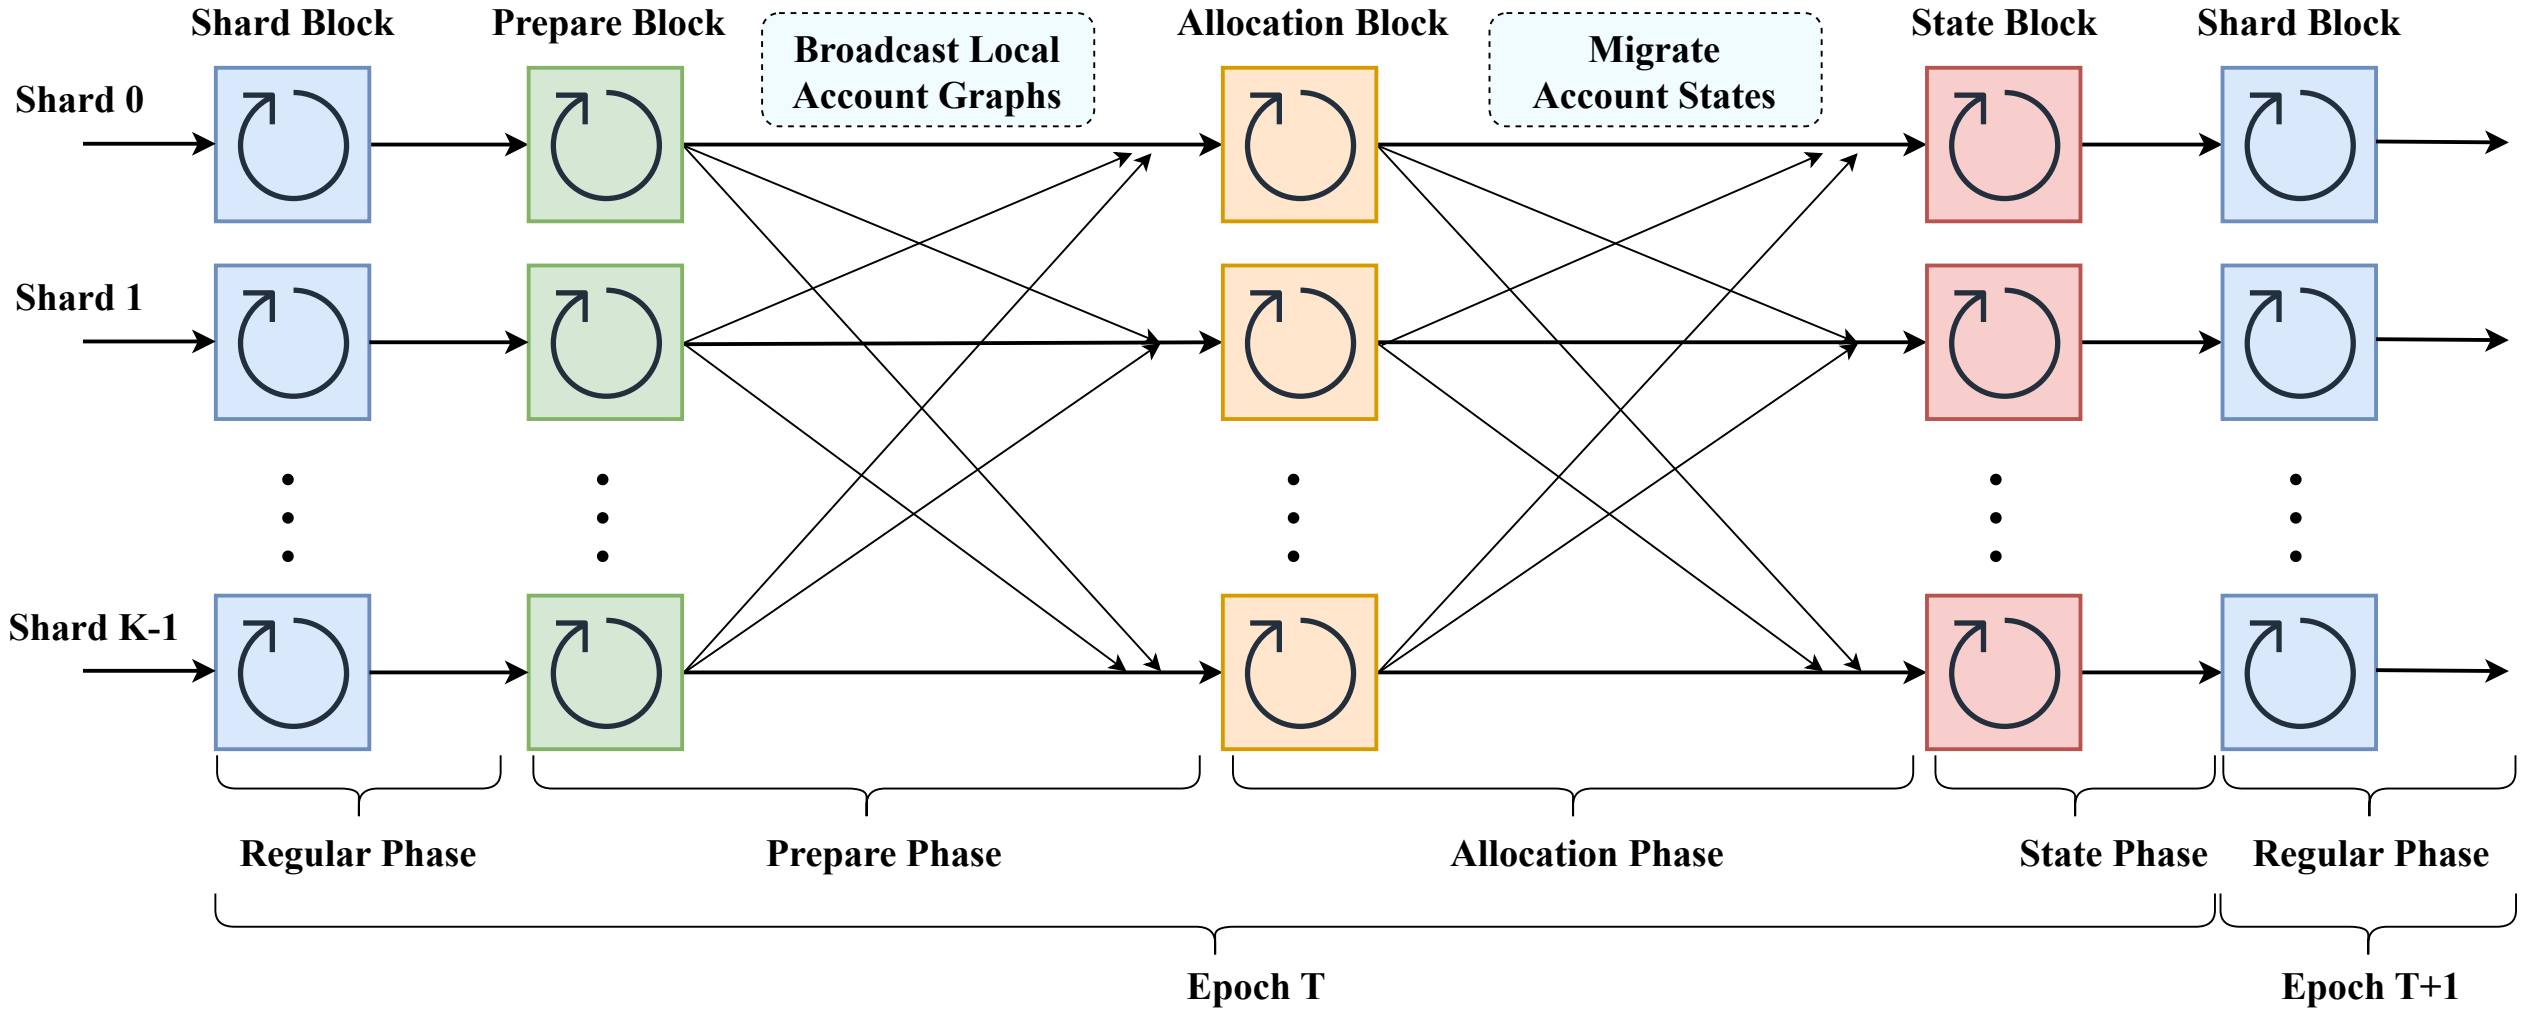 Shard Block
Prepare Block
Broadcast Local
Account Graphs
Allocation Block
Migrate
Account States
State Block
Shard Block
Shard 0
Shard 1
Shard K-1
Regular Phase
Prepare Phase
Allocation Phase
State Phase
Regular Phase
Epoch T
Epoch T+1